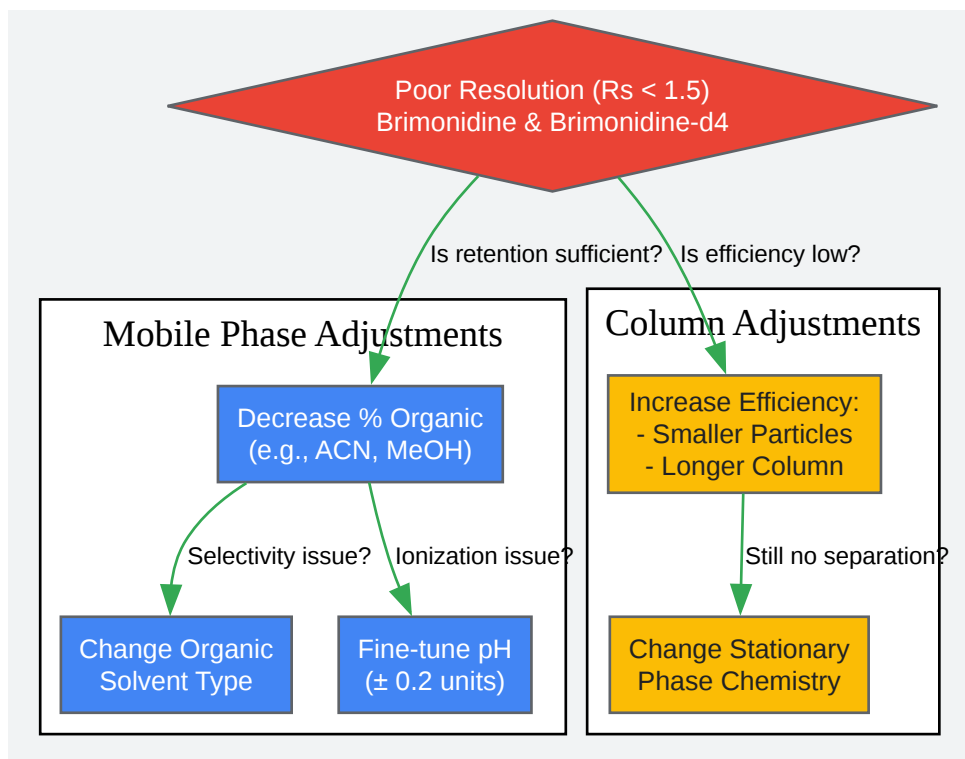 Poor Resolution (Rs < 1.5)
Brimonidine & Brimonidine-d4
Is retention sufficient?
Is efficiency low?
Mobile Phase Adjustments
Column Adjustments
Decrease % Organic
(e.g., ACN, MeOH)
Increase Efficiency:
- Smaller Particles
- Longer Column
Selectivity issue?
Ionization issue?
Still no separation?
Change Organic
Solvent Type
Fine-tune pH
(± 0.2 units)
Change Stationary
Phase Chemistry